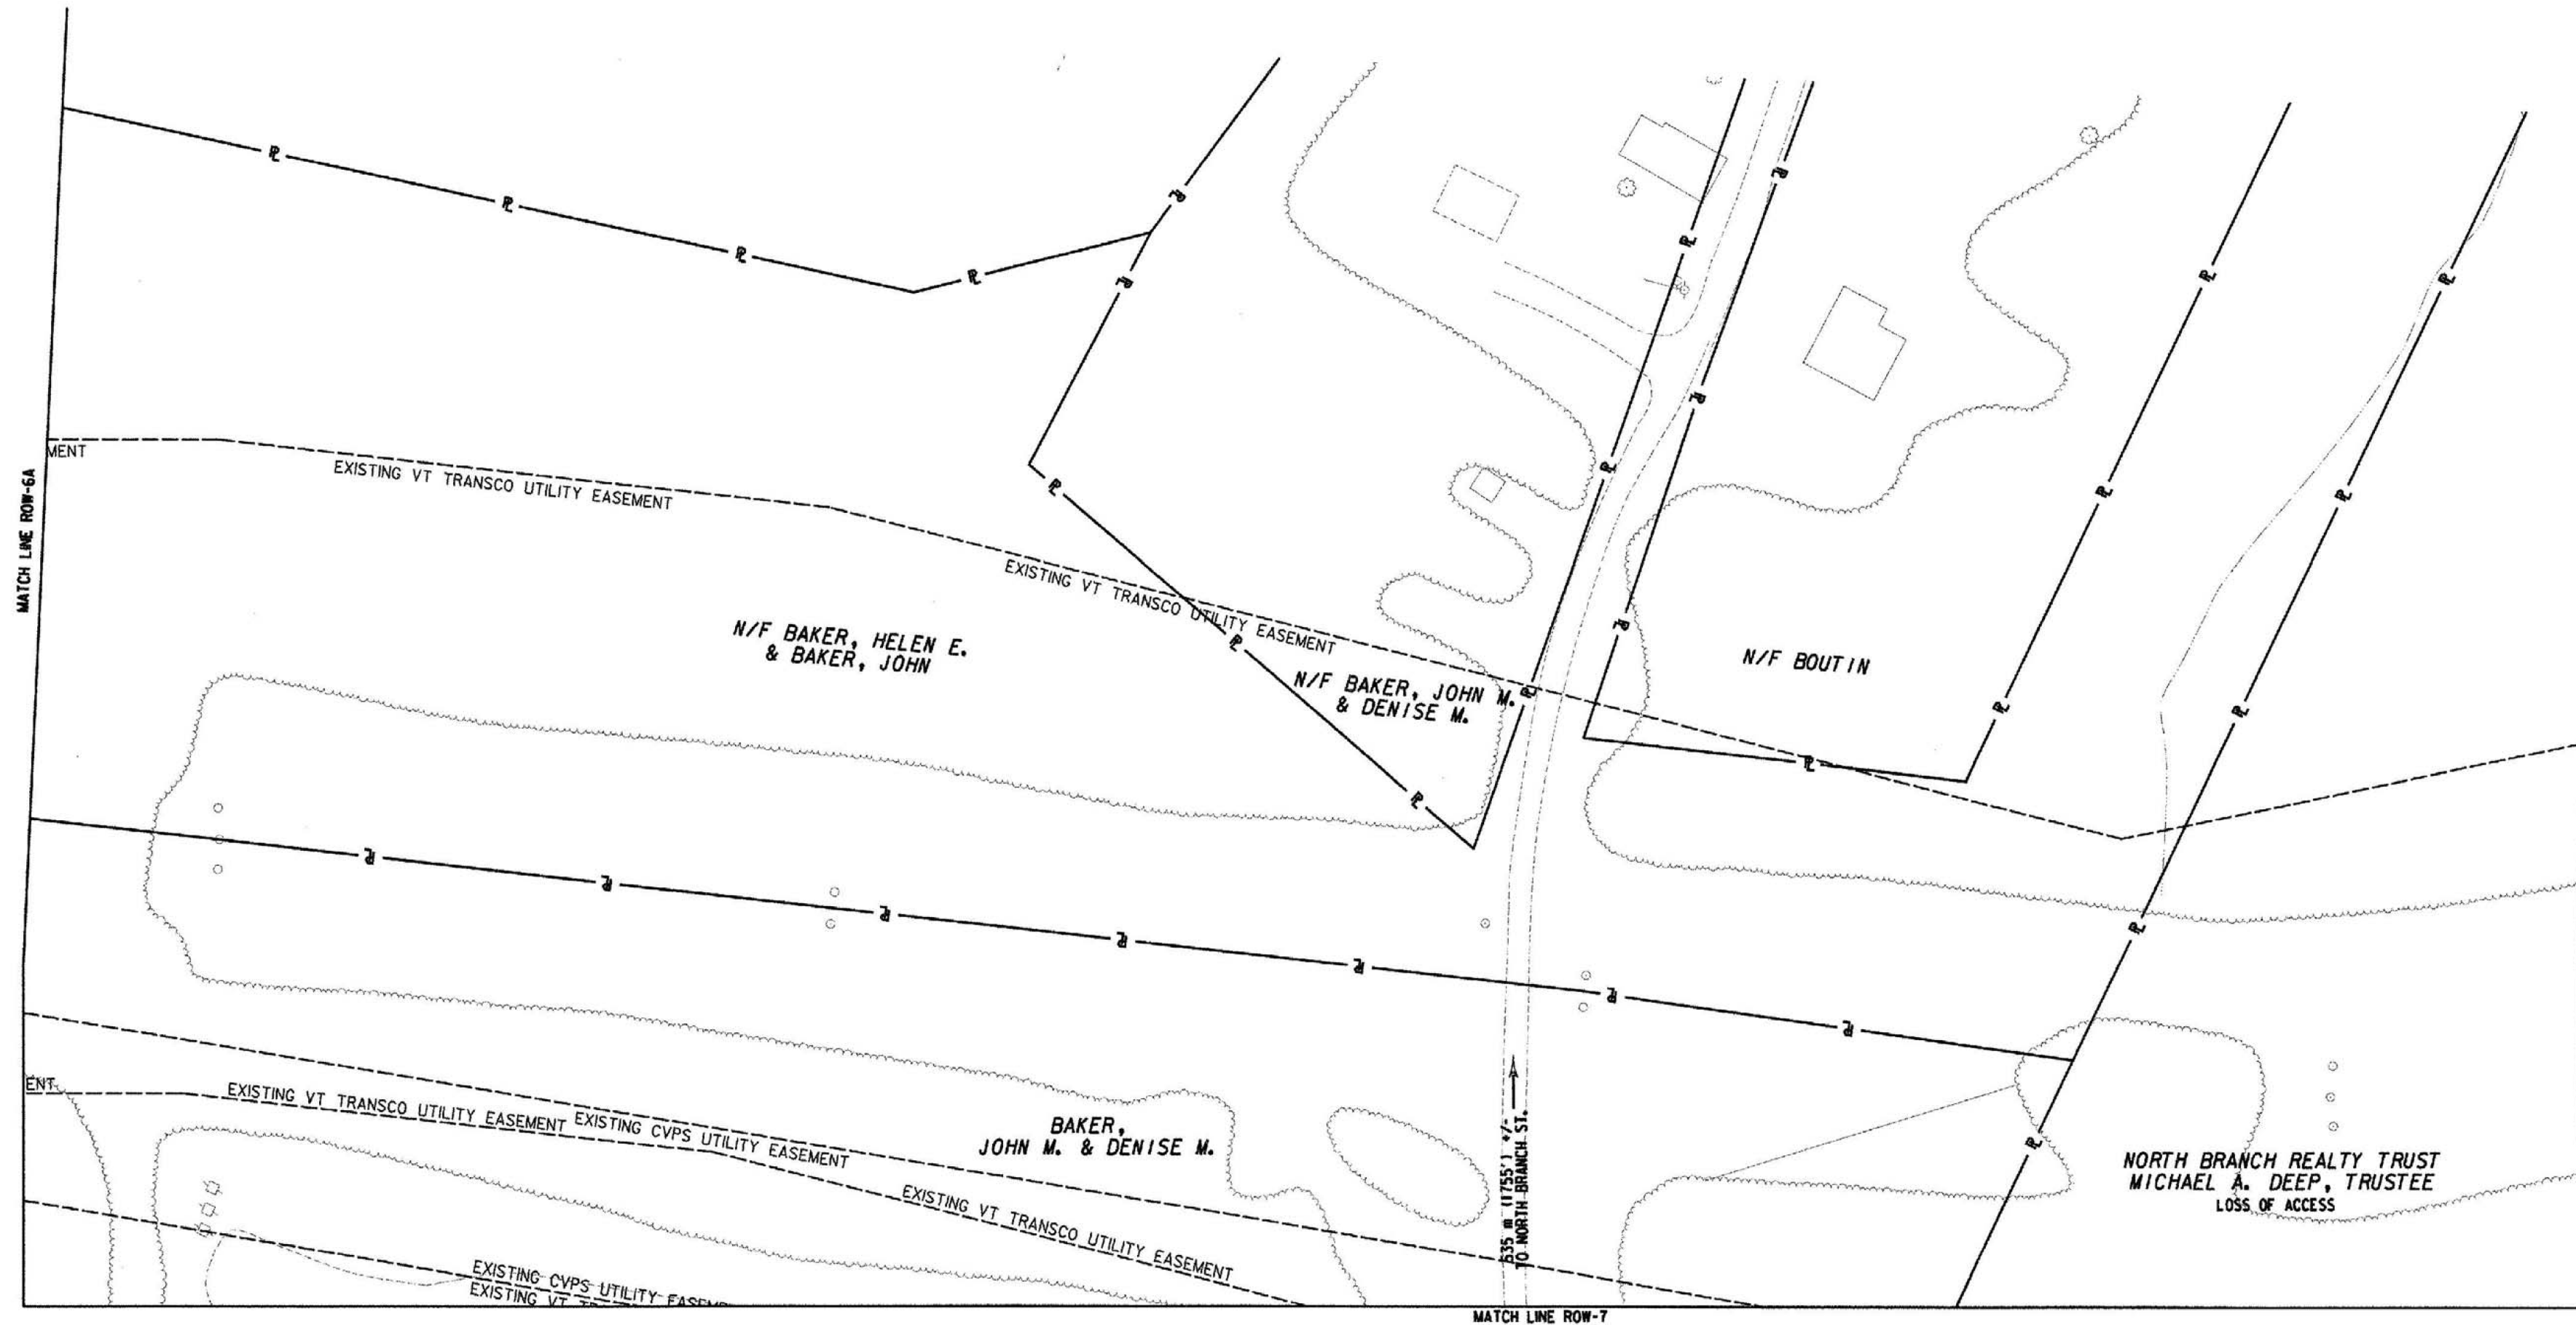 MENT
EXISTING VT TRANSCO UTILITY EASEMENT
MATCH LINE ROW-6A
EXISTING VT TRANSCO UTILITY EASEMENT
N/F BAKER, HELEN E.
& BAKER, JOHN
N/F BAKER, JOHN M.
& DENISE M.
N/F BOUTIN
ENT
EXISTING VT TRANSCO UTILITY EASEMENT
EXISTING CVPS UTILITY EASEMENT
BAKER,
JOHN M. & DENISE M.
EXISTING VT TRANSCO UTILITY EASEMENT
535 m (1755') +/-
TO NORTH BRANCH ST.
NORTH BRANCH REALTY TRUST
MICHAEL A. DEEP, TRUSTEE
LOSS OF ACCESS
EXISTING CVPS UTILITY EASEM
EXISTING VT
MATCH LINE ROW-7